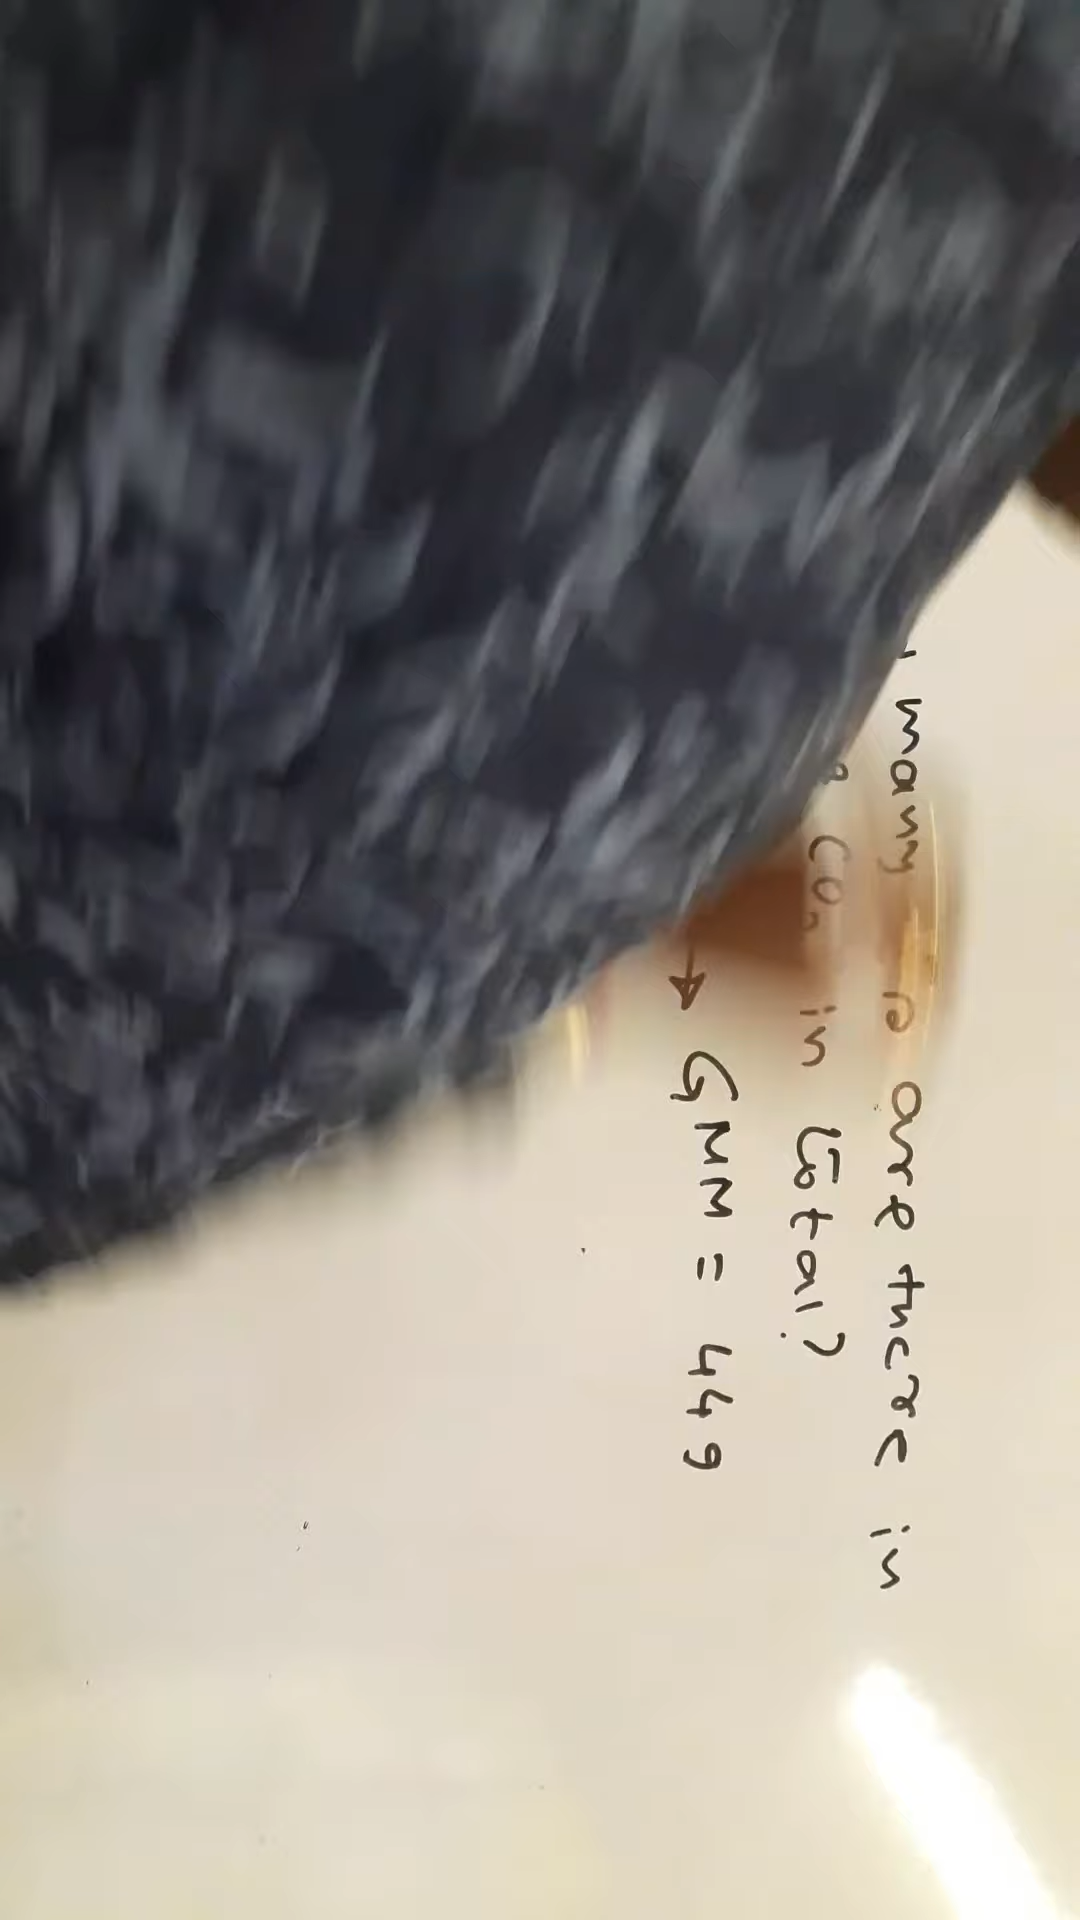 many p are there in
CO₂ in total?
→ GMM = 44g